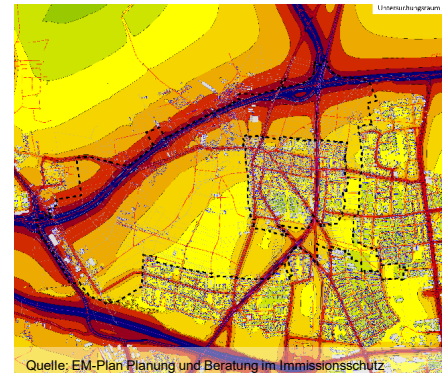 Untersuchungsraum
Quelle: EM-Plan Planung und Beratung im Immissionsschutz